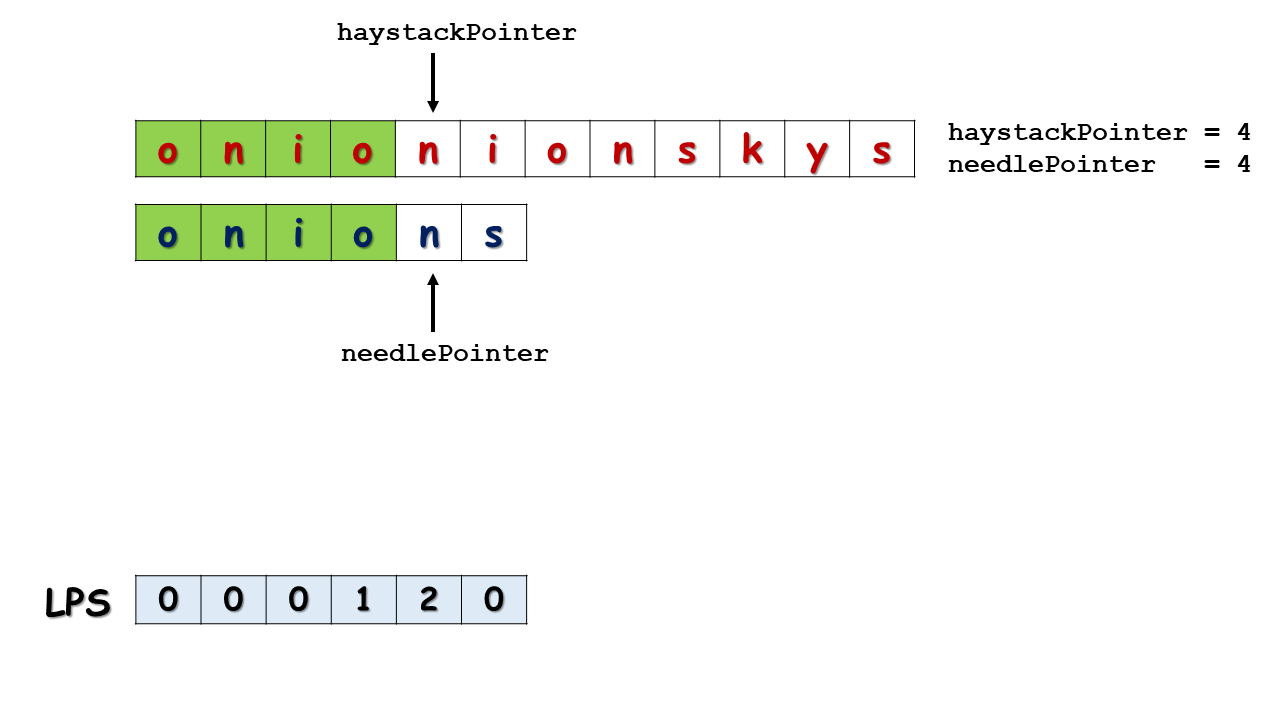 haystackPointer
o n i o n i o n s k y s
haystackPointer = 4
needlePointer = 4
o n i o n s
needlePointer
LPS 0 0 0 1 2 0